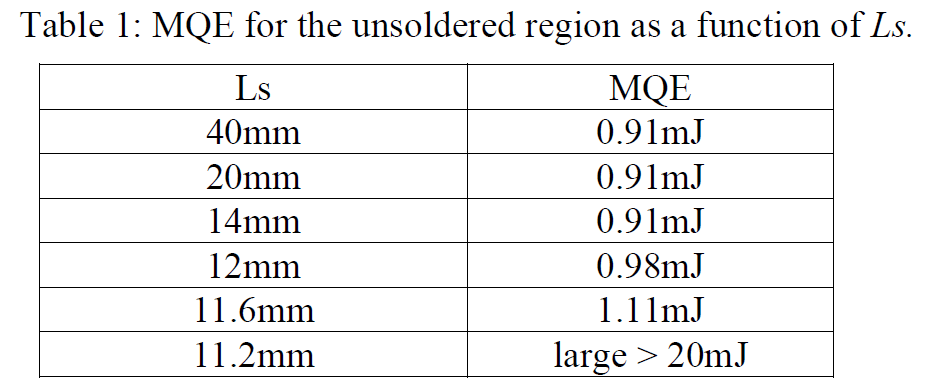 Table 1: MQE for the unsoldered region as a function of Ls.
Ls MQE
40mm 0.91mJ
20mm 0.91mJ
14mm 0.91mJ
12mm 0.98mJ
11.6mm 1.11mJ
11.2mm large > 20mJ